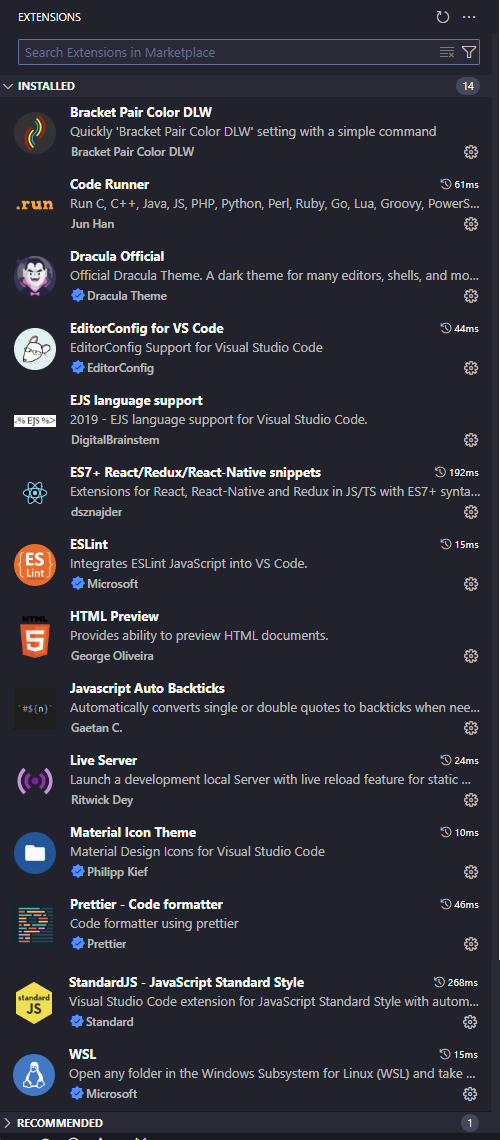 EXTENSIONS
Search Extensions in Marketplace
INSTALLED 14
Bracket Pair Color DLW
Quickly 'Bracket Pair Color DLW' setting with a simple command
Bracket Pair Color DLW
.run
Code Runner 61ms
Run C, C++, Java, JS, PHP, Python, Perl, Ruby, Go, Lua, Groovy, PowerS...
Jun Han
Dracula Official
Official Dracula Theme. A dark theme for many editors, shells, and mo...
Dracula Theme
EditorConfig for VS Code 44ms
EditorConfig Support for Visual Studio Code
EditorConfig
<% EJS %>
EJS language support
2019 - EJS language support for Visual Studio Code.
DigitalBrainstem
ES7+ React/Redux/React-Native snippets 192ms
Extensions for React, React-Native and Redux in JS/TS with ES7+ synta...
dsznajder
{ES}
Lint
ESLint 15ms
Integrates ESLint JavaScript into VS Code.
Microsoft
HTML
5
HTML Preview
Provides ability to preview HTML documents.
George Oliveira
`#${n}`
Javascript Auto Backticks
Automatically converts single or double quotes to backticks when nee...
Gaetan C.
Live Server 24ms
Launch a development local Server with live reload feature for static ...
Ritwick Dey
Material Icon Theme 10ms
Material Design Icons for Visual Studio Code
Philipp Kief
Prettier - Code formatter 46ms
Code formatter using prettier
Prettier
standard
JS
StandardJS - JavaScript Standard Style 268ms
Visual Studio Code extension for JavaScript Standard Style with autom...
Standard
WSL 15ms
Open any folder in the Windows Subsystem for Linux (WSL) and take ...
Microsoft
RECOMMENDED 1